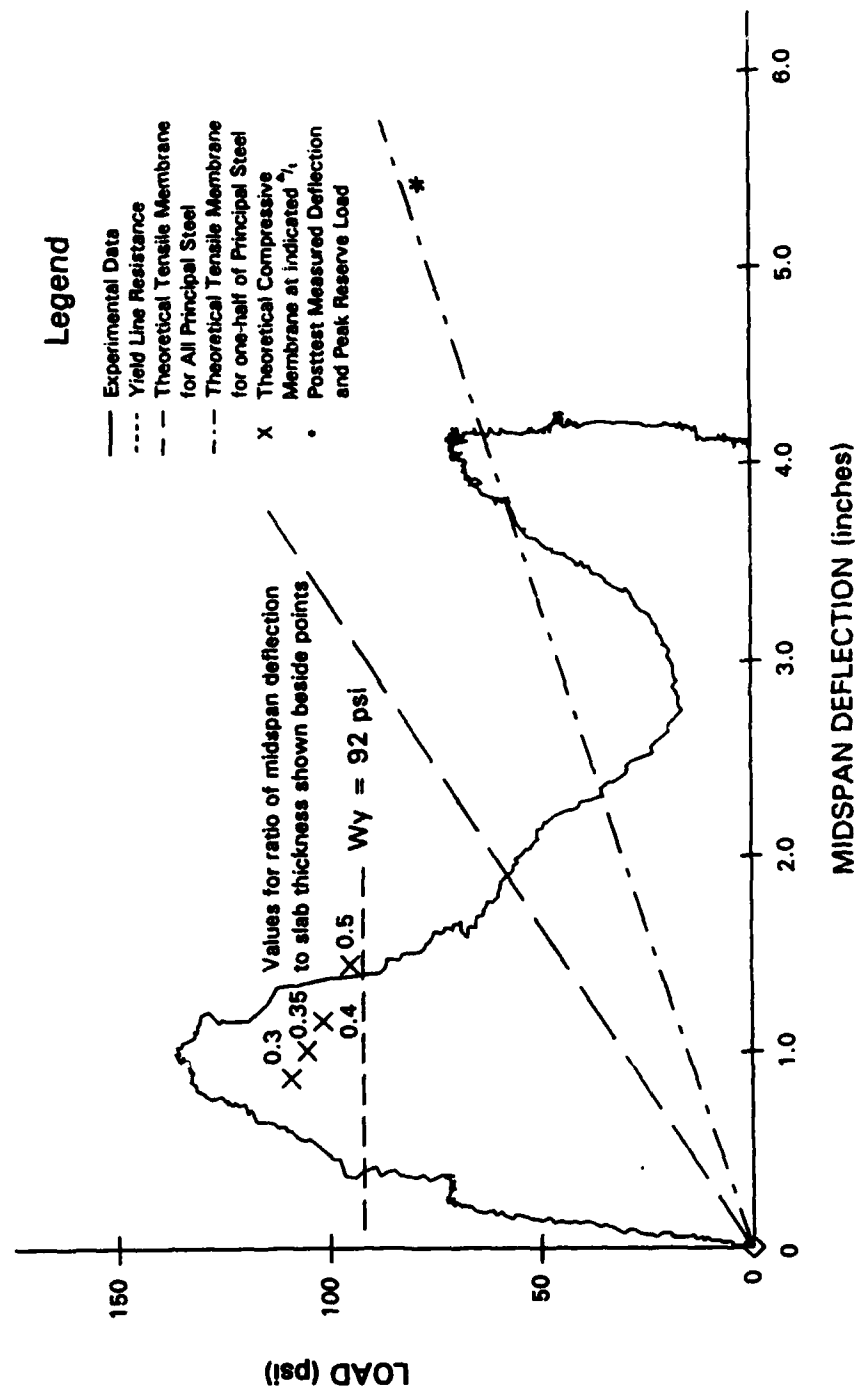 Legend
Experimental Data
Yield Line Resistance
Theoretical Tensile Membrane
for All Principal Steel
Theoretical Tensile Membrane
for one-half of Principal Steel
X Theoretical Compressive
Membrane at indicated Δ/t
Posttest Measured Deflection
and Peak Reserve Load
Values for ratio of midspan deflection
to slab thickness shown beside points
Wy = 92 psi
0.3
0.35
0.4
0.5
LOAD (psi)
150
100
50
0
0
1.0
2.0
3.0
4.0
5.0
6.0
MIDSPAN DEFLECTION (inches)